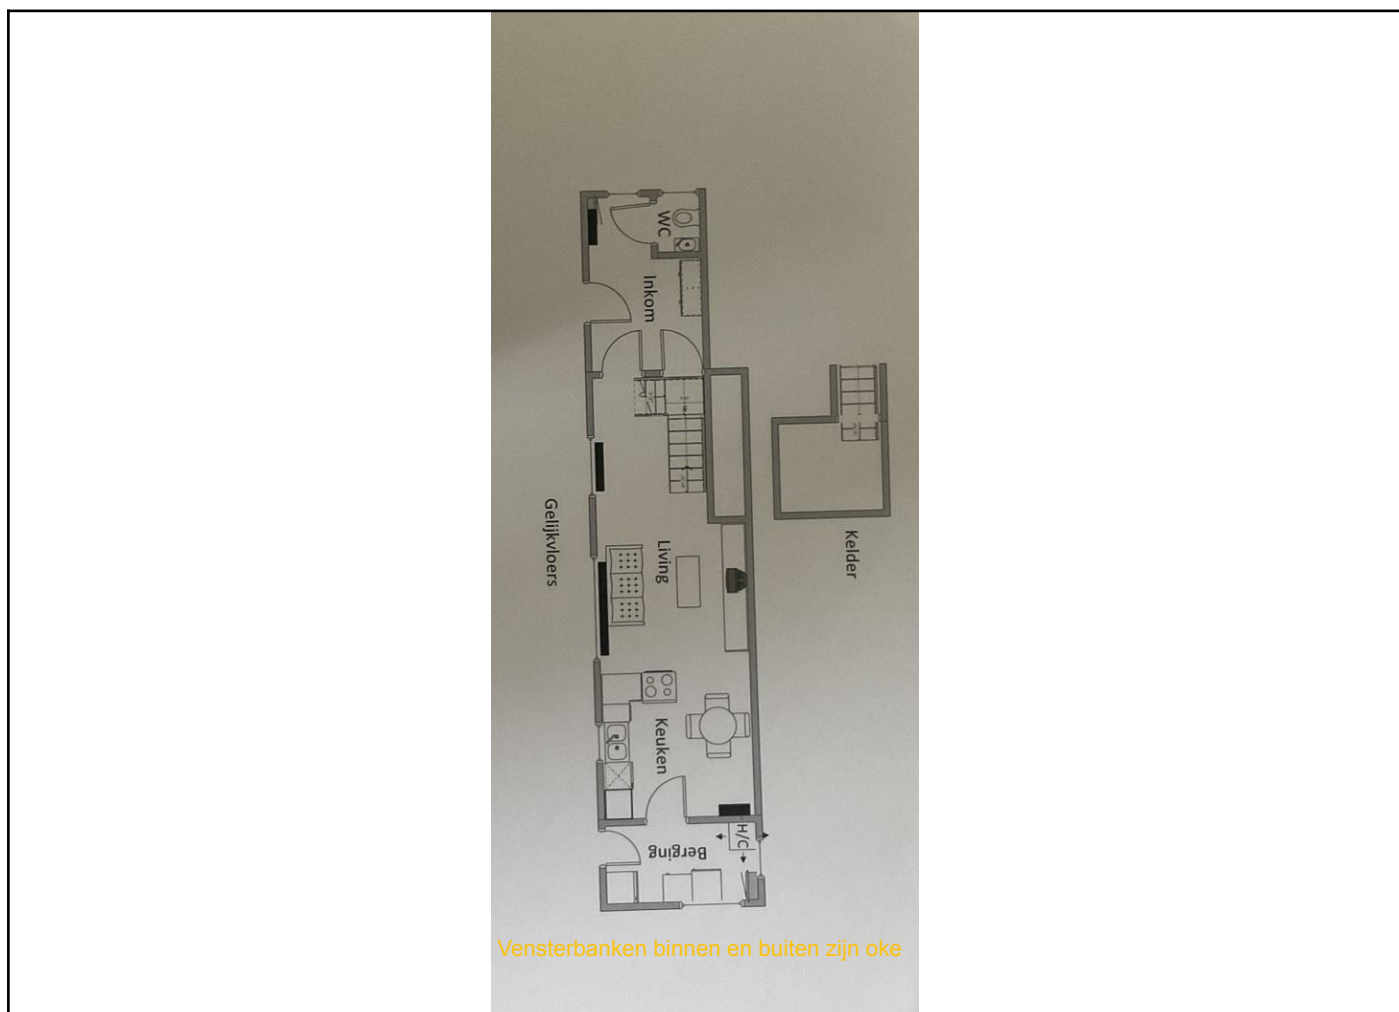 WC
Inkom
Kelder
Gelijkvloers
Living
Keuken
H/C
Berging
Vensterbanken binnen en buiten zijn oke